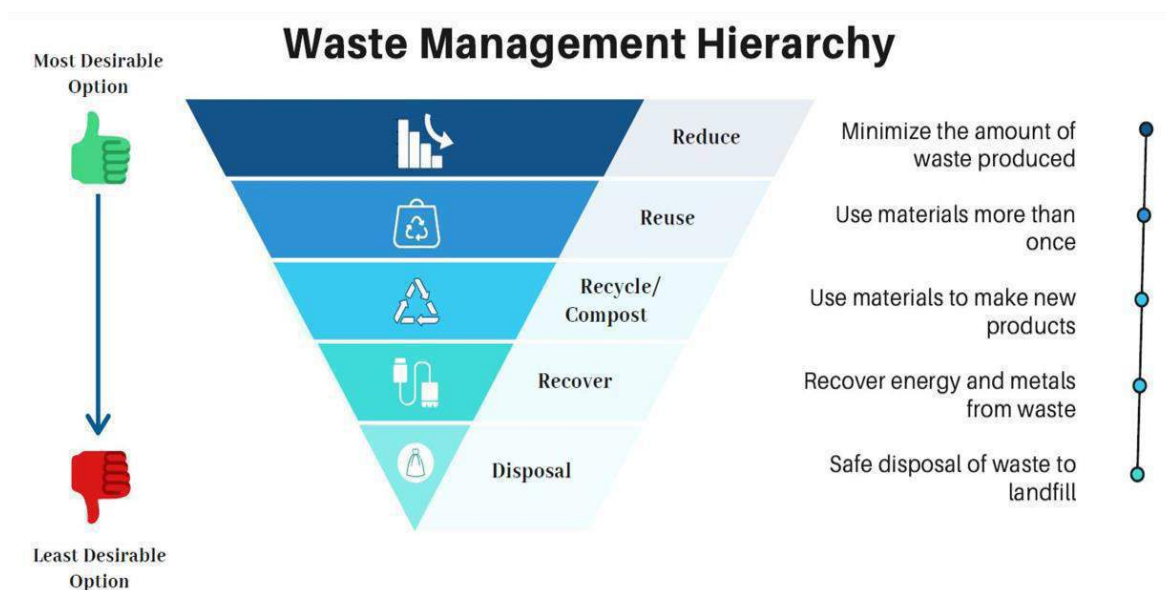 Waste Management Hierarchy
Most Desirable
Option
Reduce
Minimize the amount of
waste produced
Reuse
Use materials more than
once
Recycle/
Compost
Use materials to make new
products
Recover
Recover energy and metals
from waste
Disposal
Safe disposal of waste to
landfill
Least Desirable
Option